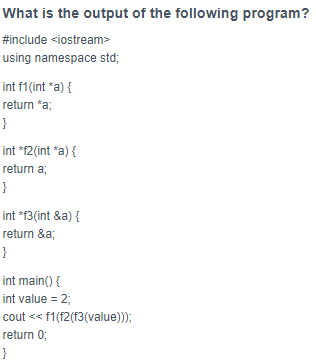 What is the output of the following program?
#include <iostream>
using namespace std;
int f1(int *a) {
return *a;
}
int *f2(int *a) {
return a;
}
int *f3(int &a) {
return &a;
}
int main() {
int value = 2;
cout << f1(f2(f3(value)));
return 0;
}